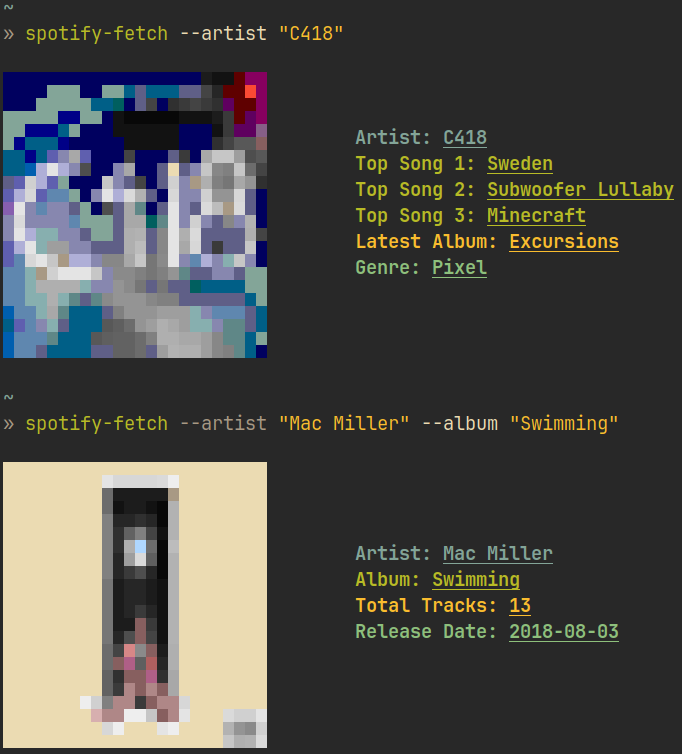 ~
» spotify-fetch --artist "C418"
Artist: C418
Top Song 1: Sweden
Top Song 2: Subwoofer Lullaby
Top Song 3: Minecraft
Latest Album: Excursions
Genre: Pixel
~
» spotify-fetch --artist "Mac Miller" --album "Swimming"
Artist: Mac Miller
Album: Swimming
Total Tracks: 13
Release Date: 2018-08-03